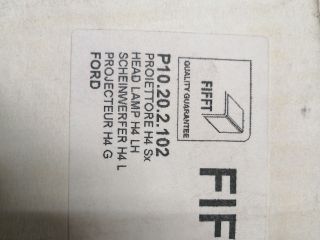 FIFFT
QUALITY GUARANTEE
P10.20.2.102
PROIETTORE H4 Sx
HEAD LAMP H4 LH
SCHEINWERFER H4 L
PROJECTEUR H4 G
FORD
FIF